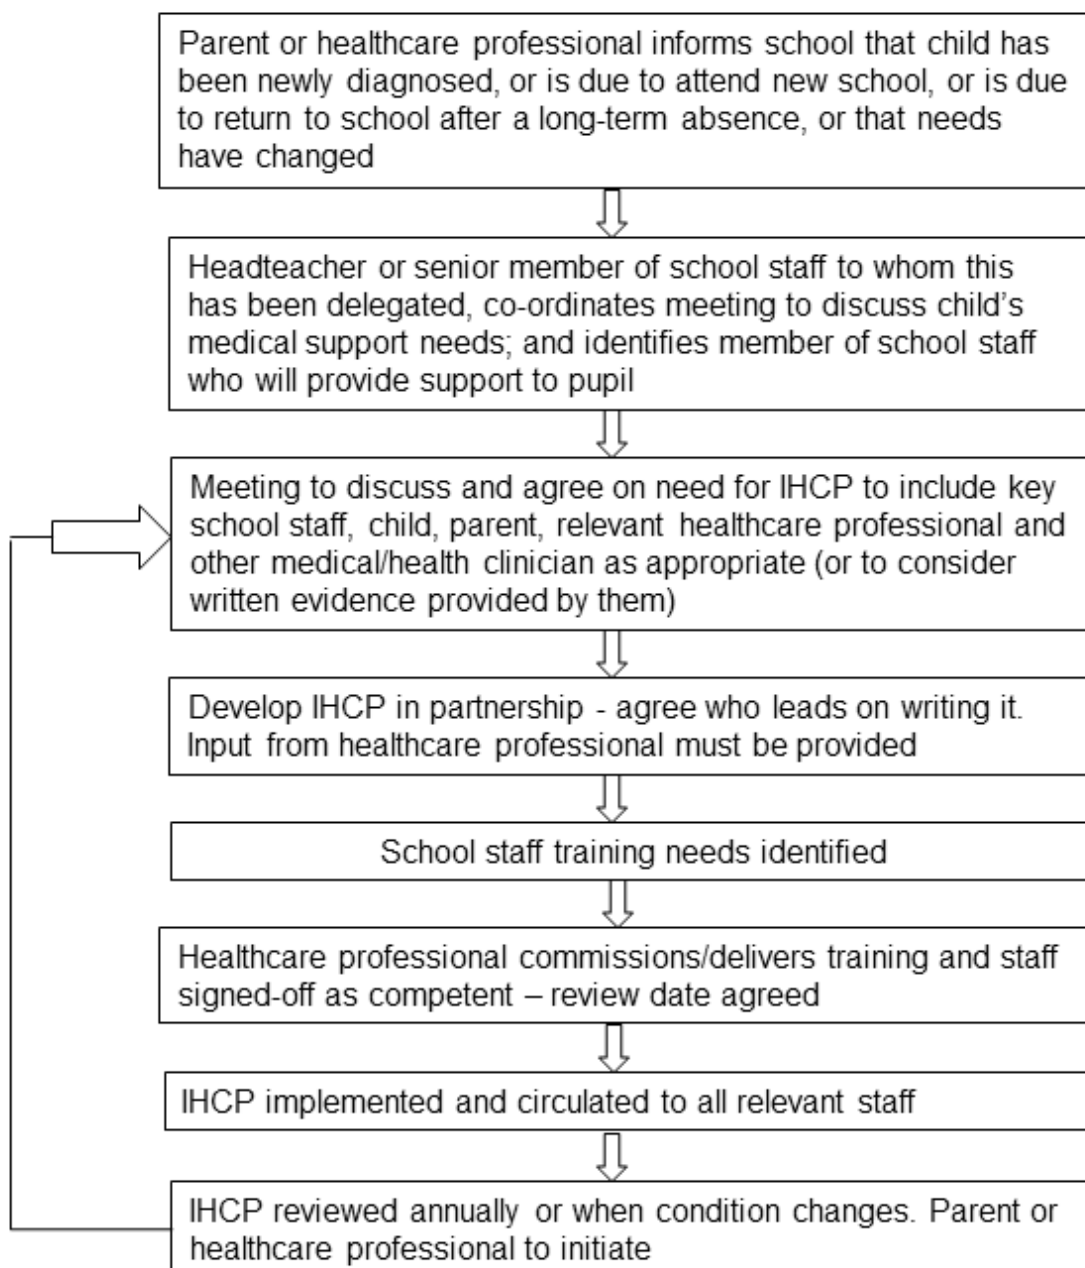 Parent or healthcare professional informs school that child has
been newly diagnosed, or is due to attend new school, or is due
to return to school after a long-term absence, or that needs
have changed
Headteacher or senior member of school staff to whom this
has been delegated, co-ordinates meeting to discuss child's
medical support needs; and identifies member of school staff
who will provide support to pupil
Meeting to discuss and agree on need for IHCP to include key
school staff, child, parent, relevant healthcare professional and
other medical/health clinician as appropriate (or to consider
written evidence provided by them)
Develop IHCP in partnership - agree who leads on writing it.
Input from healthcare professional must be provided
School staff training needs identified
Healthcare professional commissions/delivers training and staff
signed-off as competent – review date agreed
IHCP implemented and circulated to all relevant staff
IHCP reviewed annually or when condition changes. Parent or
healthcare professional to initiate